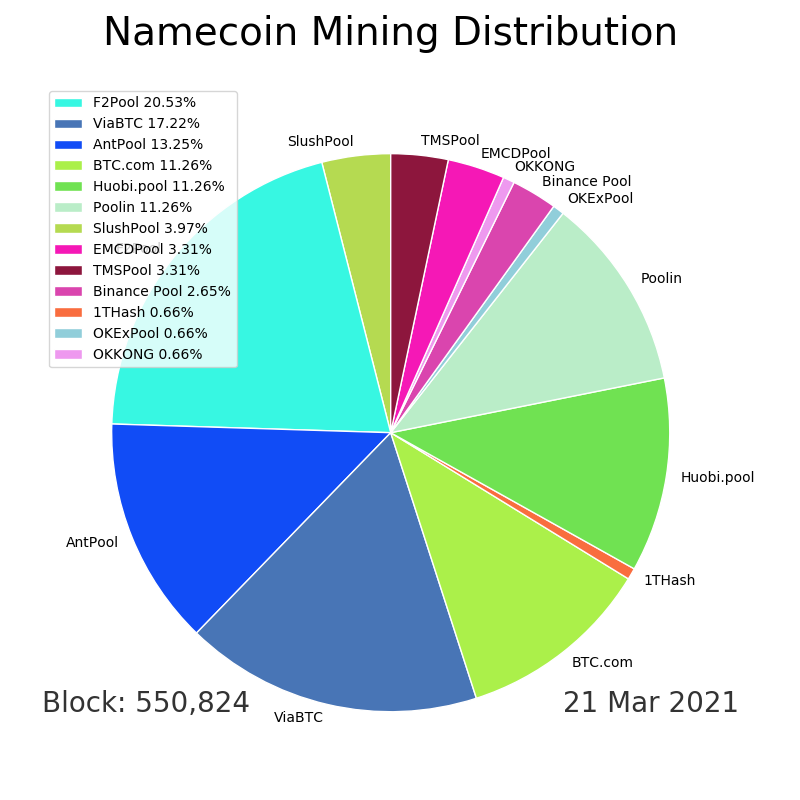 Namecoin Mining Distribution
F2Pool 20.53%
ViaBTC 17.22%
AntPool 13.25%
BTC.com 11.26%
Huobi.pool 11.26%
Poolin 11.26%
SlushPool 3.97%
EMCDPool 3.31%
TMSPool 3.31%
Binance Pool 2.65%
1THash 0.66%
OKExPool 0.66%
OKKONG 0.66%
SlushPool
TMSPool
EMCDPool
OKKONG
Binance Pool
OKExPool
Poolin
Huobi.pool
1THash
BTC.com
ViaBTC
AntPool
Block: 550,824
21 Mar 2021